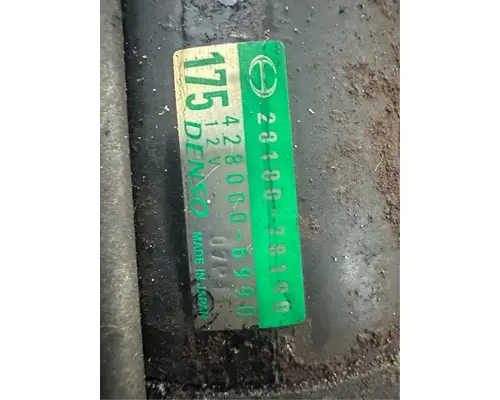 28100-78190
175 428000-6990
12V
DENSO MADE IN JAPAN